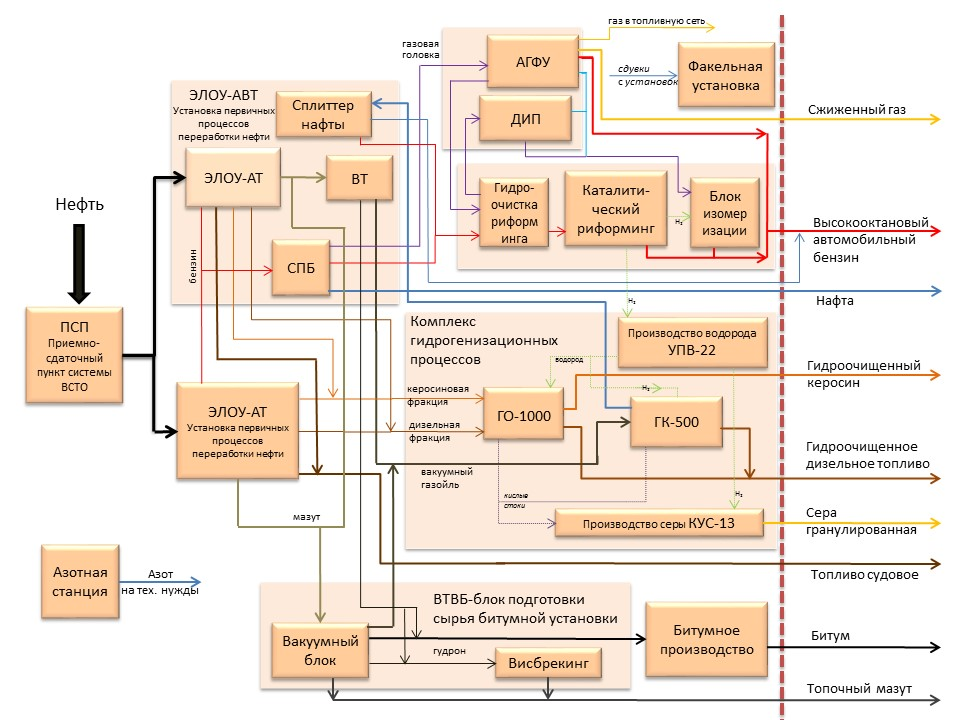 газ в топливную сеть
газовая
головка
АГФУ
сдувки
с установок
Факельная
установка
Сжиженный газ
ЭЛОУ-АВТ
Установка первичных
процессов
переработки нефти
Сплиттер
нафты
ДИП
ЭЛОУ-АТ
ВТ
Нефть
Гидро-
очистка
риформ
инга
Каталити-
ческий
риформинг
H₂
Блок
изомер
изации
Высокооктановый
автомобильный
бензин
бензин
СПБ
Нафта
H₂
ПСП
Приемно-
сдаточный
пункт системы
ВСТО
Комплекс
гидрогенизационных
процессов
Производство водорода
УПВ-22
водород
Гидроочищенный
керосин
керосиновая
фракция
H₂
ЭЛОУ-АТ
Установка первичных
процессов
переработки нефти
ГО-1000
ГК-500
дизельная
фракция
Гидроочищенное
дизельное топливо
вакуумный
газойль
кислые
стоки
H₂
мазут
Производство серы КУС-13
Сера
гранулированная
Азотная
станция
Азот
на тех. нужды
Топливо судовое
ВТВБ-блок подготовки
сырья битумной установки
Вакуумный
блок
гудрон
Висбрекинг
Битумное
производство
Битум
Топочный мазут